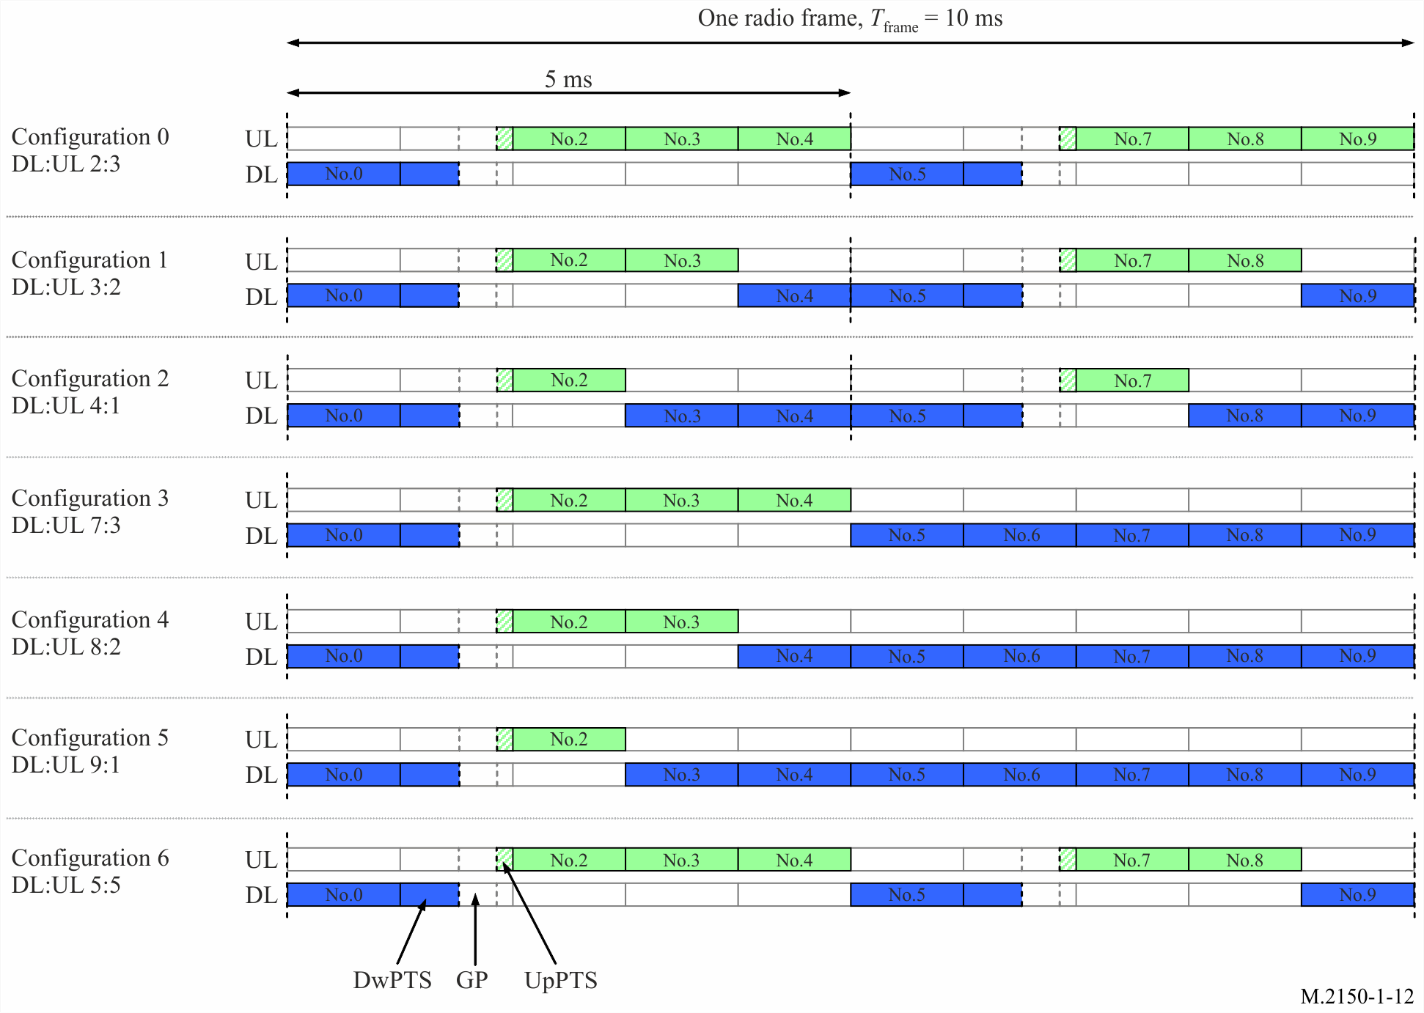 One radio frame, Tframe = 10 ms
5 ms
Configuration 0
DL:UL 2:3
UL No.2 No.3 No.4 No.7 No.8 No.9
DL No.0 No.5
Configuration 1
DL:UL 3:2
UL No.2 No.3 No.7 No.8
DL No.0 No.4 No.5 No.9
Configuration 2
DL:UL 4:1
UL No.2 No.7
DL No.0 No.3 No.4 No.5 No.8 No.9
Configuration 3
DL:UL 7:3
UL No.2 No.3 No.4
DL No.0 No.5 No.6 No.7 No.8 No.9
Configuration 4
DL:UL 8:2
UL No.2 No.3
DL No.0 No.4 No.5 No.6 No.7 No.8 No.9
Configuration 5
DL:UL 9:1
UL No.2
DL No.0 No.3 No.4 No.5 No.6 No.7 No.8 No.9
Configuration 6
DL:UL 5:5
UL No.2 No.3 No.4 No.7 No.8
DL No.0 No.5 No.9
DwPTS GP UpPTS
M.2150-1-12